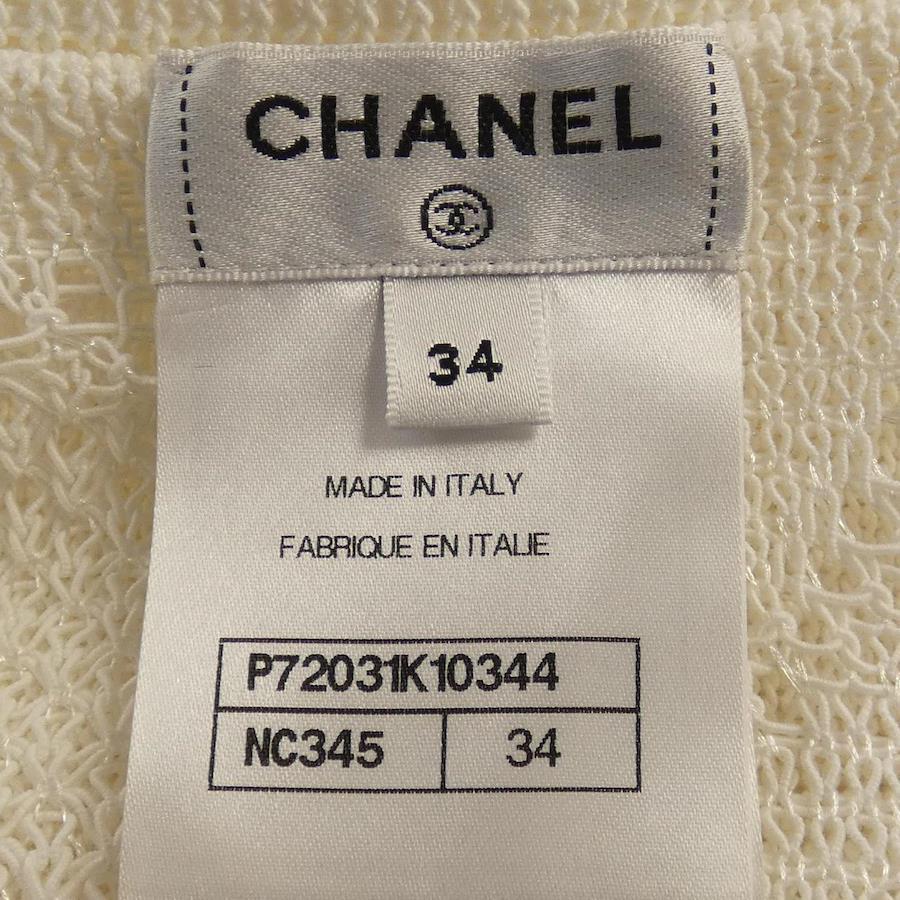 CHANEL
34
MADE IN ITALY
FABRIQUE EN ITALIE
P72031K10344
NC345 34